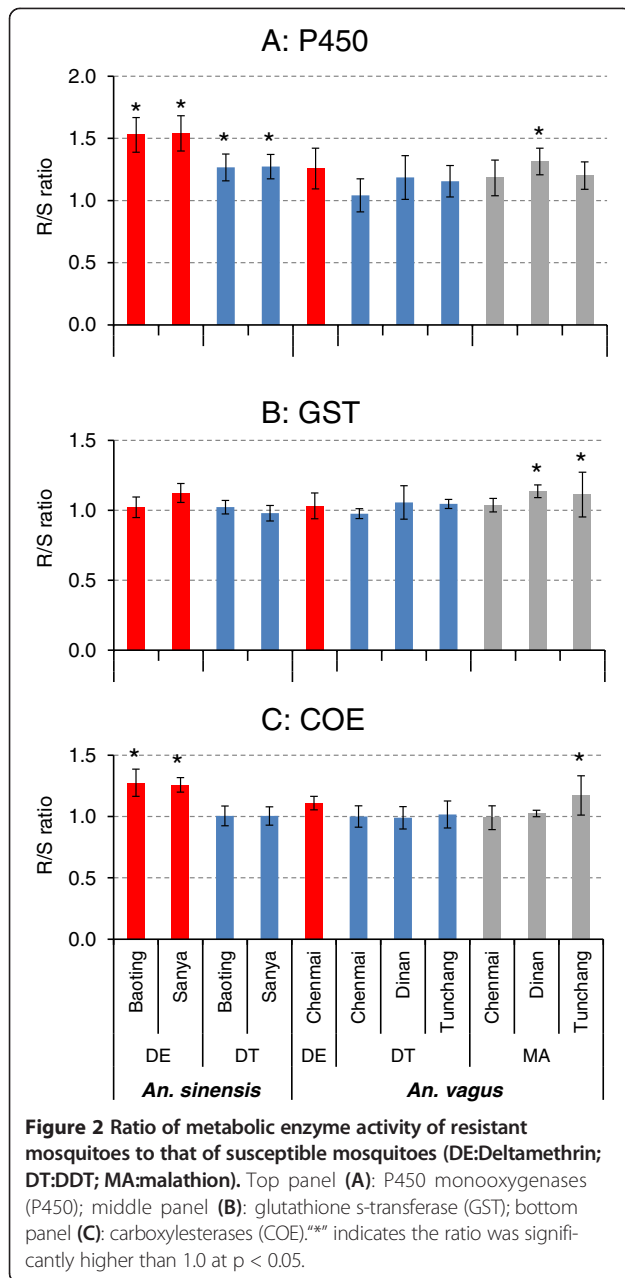 A: P450
2.0
1.5
1.0
0.5
0.0
R/S ratio
* * * * *
B: GST
1.5
1.0
0.5
0.0
R/S ratio
* *
C: COE
1.5
1.0
0.5
0.0
R/S ratio
* * *
Baoting Sanya Baoting Sanya Chenmai Chenmai Dinan Tunchang Chenmai Dinan Tunchang
DE DT DE DT MA
An. sinensis An. vagus
Figure 2 Ratio of metabolic enzyme activity of resistant
mosquitoes to that of susceptible mosquitoes (DE:Deltamethrin;
DT:DDT; MA:malathion). Top panel (A): P450 monooxygenases
(P450); middle panel (B): glutathione s-transferase (GST); bottom
panel (C): carboxylesterases (COE).“*” indicates the ratio was signifi-
cantly higher than 1.0 at p < 0.05.